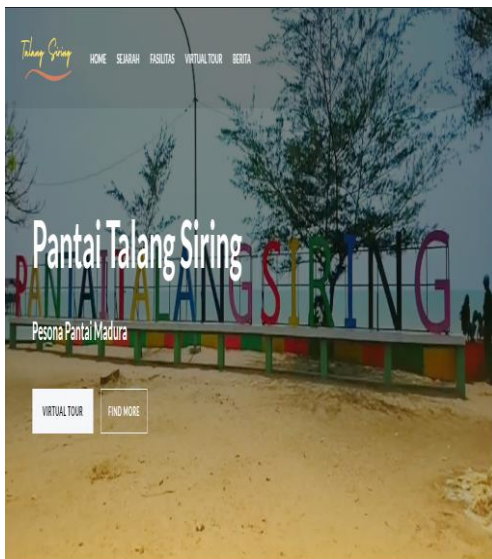 Talang Siring
HOME SEJARAH FASILITAS VIRTUAL TOUR BERITA
Pantai Talang Siring
PANTAI TALANG SIRING
Pesona Pantai Madura
VIRTUAL TOUR FIND MORE